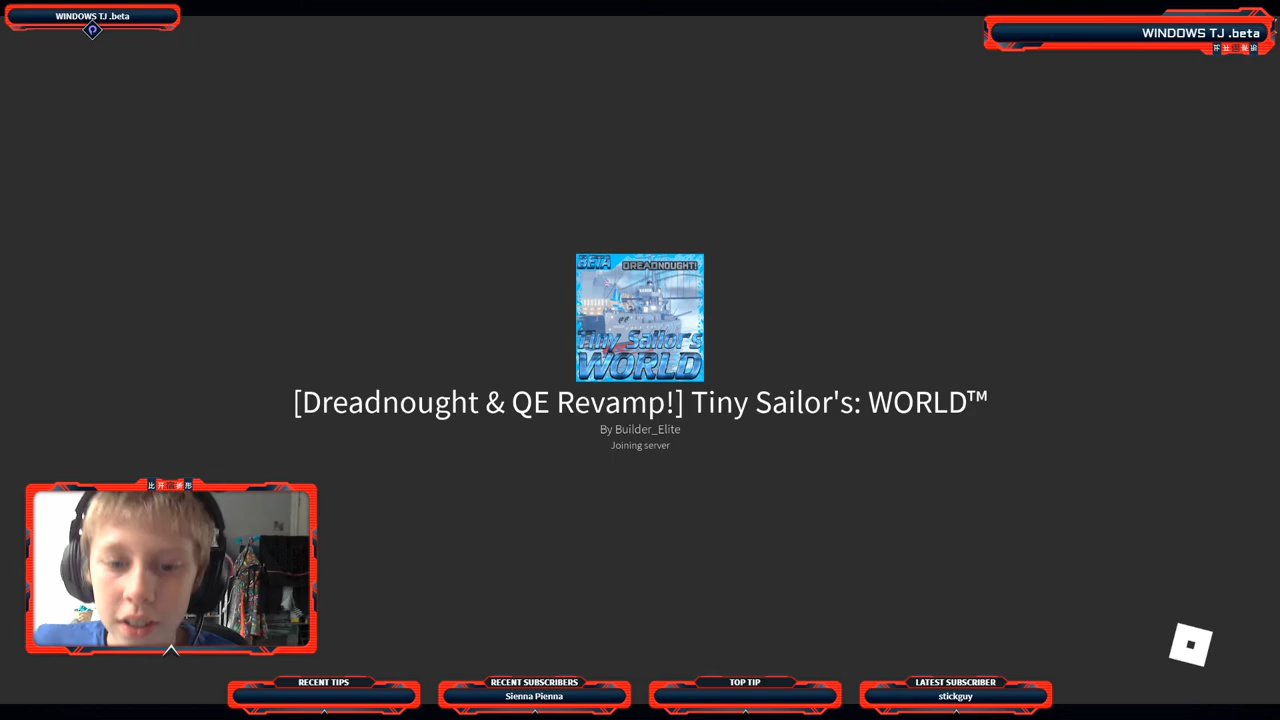 WINDOWS TJ .beta
WINDOWS TJ .beta
BETA
DREADNOUGHT!
Tiny Sailor's
WORLD
[Dreadnought & QE Revamp!] Tiny Sailor's: WORLD™
By Builder_Elite
Joining server
RECENT TIPS
RECENT SUBSCRIBERS
Sienna Pienna
TOP TIP
LATEST SUBSCRIBER
stickguy